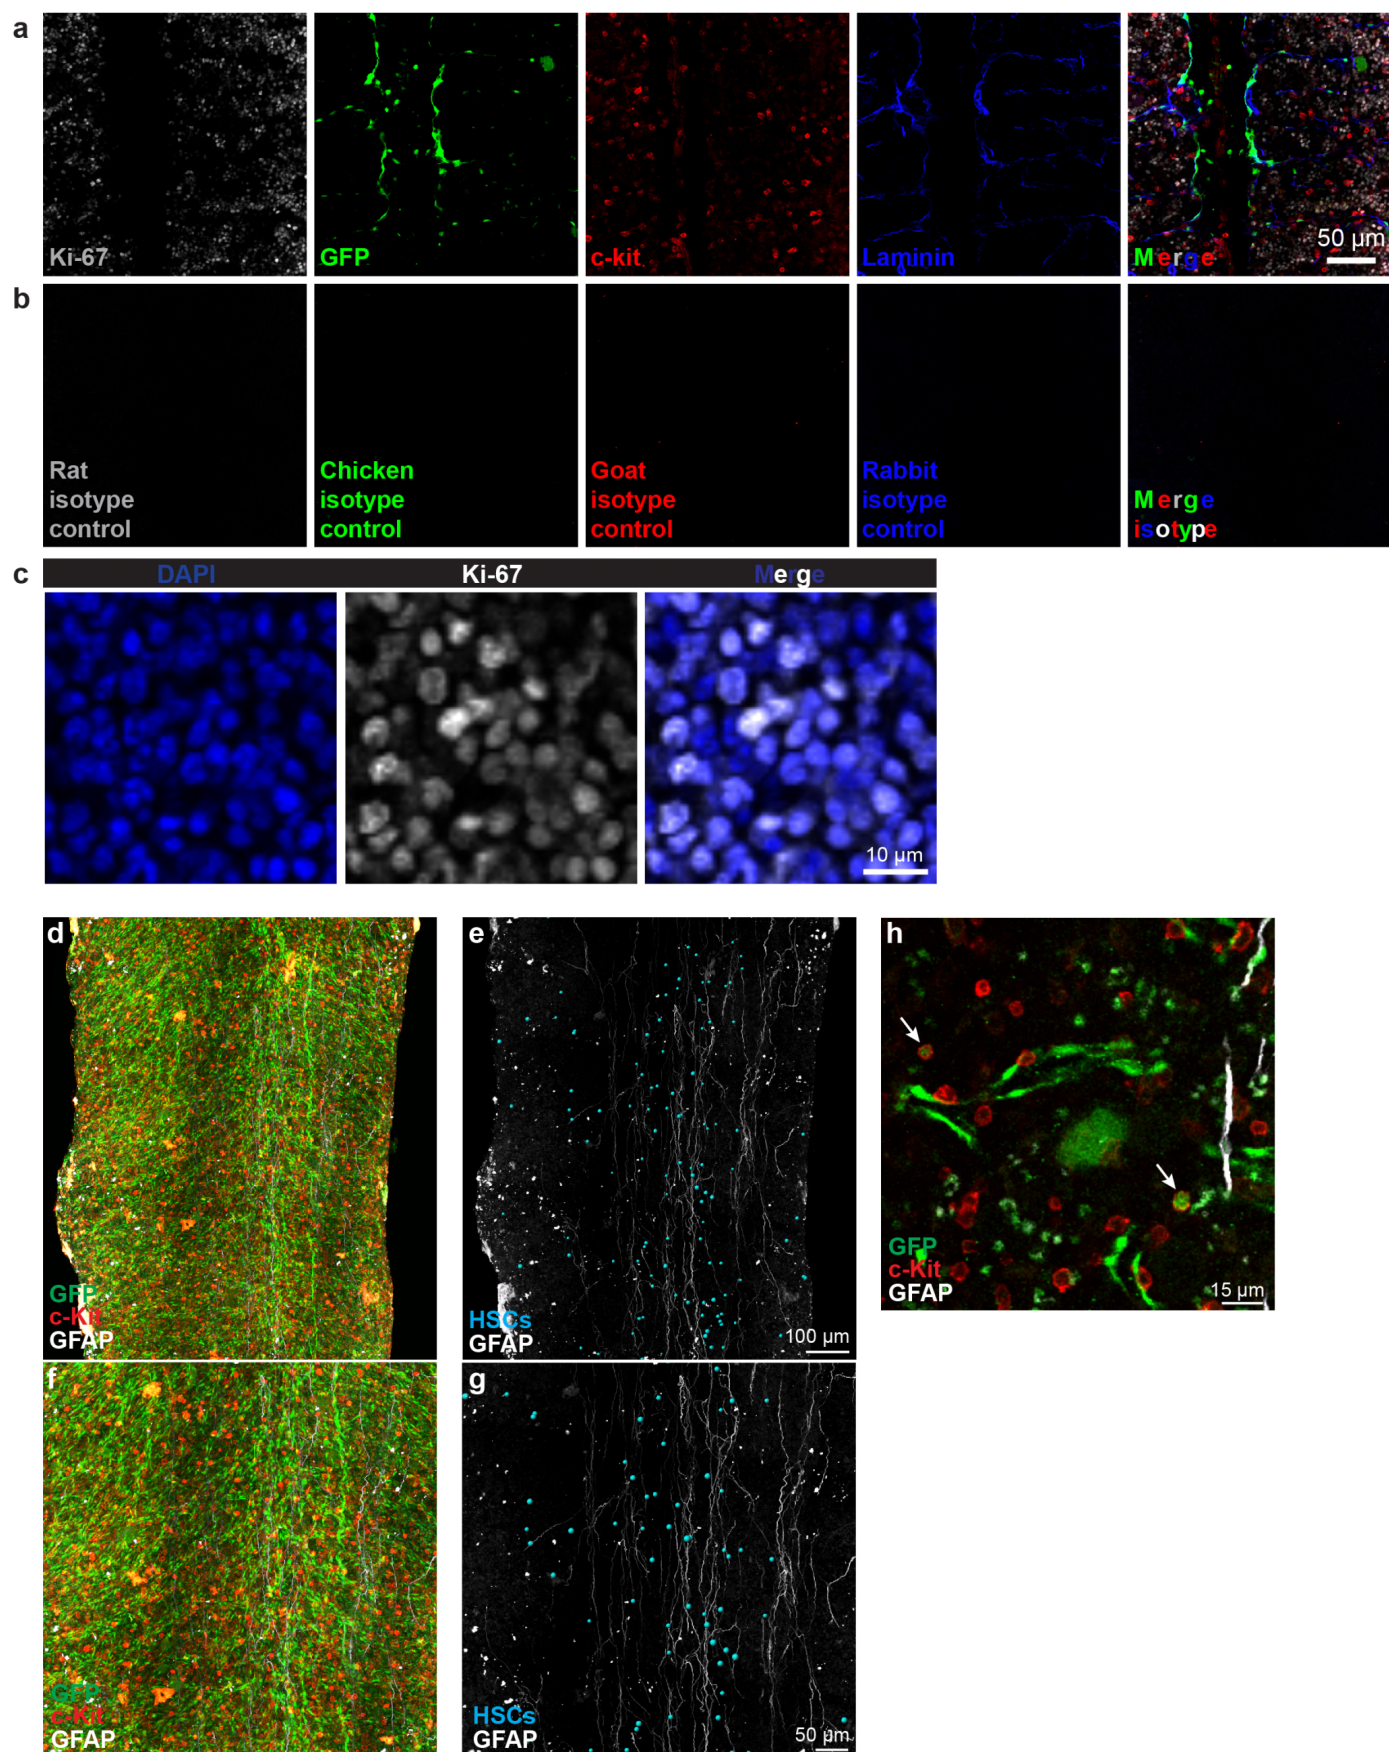 a
Ki-67
GFP
c-kit
Laminin
Merge
50 µm
b
Rat
isotype
control
Chicken
isotype
control
Goat
isotype
control
Rabbit
isotype
control
Merge
isotype
c
DAPI
Ki-67
Merge
10 µm
d
GFP
c-Kit
GFAP
e
HSCs
GFAP
100 µm
h
GFP
c-Kit
GFAP
15 µm
f
GFP
c-Kit
GFAP
g
HSCs
GFAP
50 µm